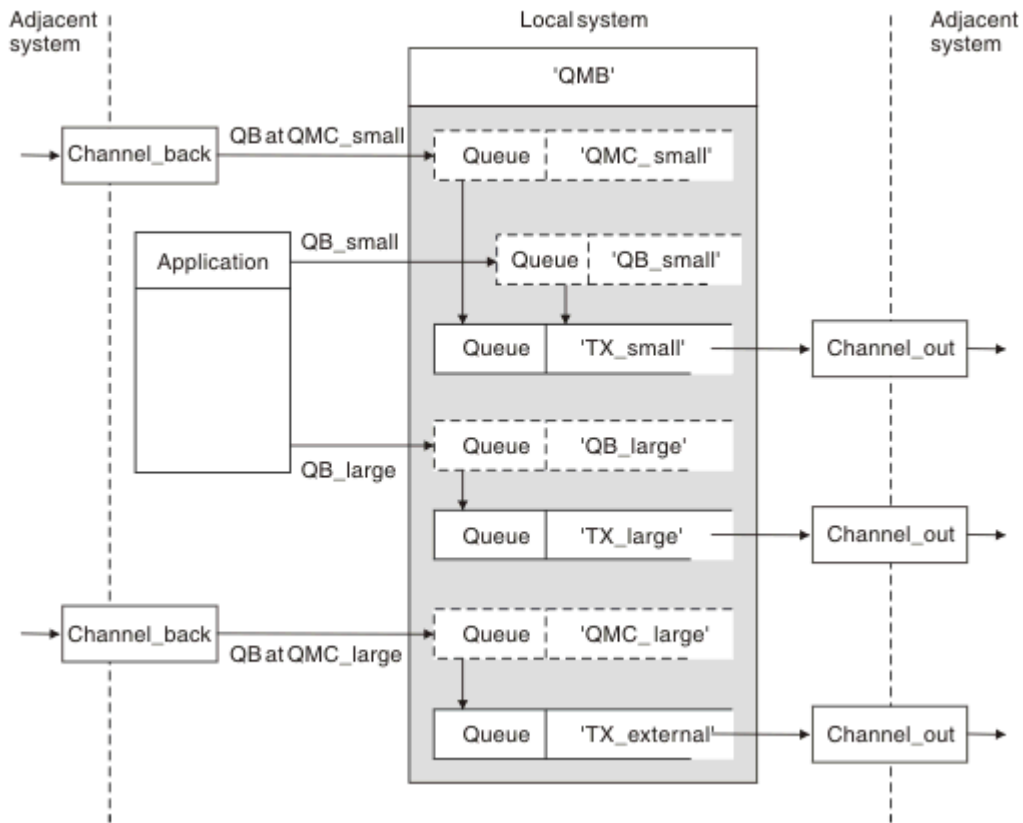 Adjacent
system
Local system
Adjacent
system
'QMB'
Channel_back
QB at QMC_small
Queue
'QMC_small'
Application
QB_small
Queue
'QB_small'
Queue
'TX_small'
Channel_out
QB_large
Queue
'QB_large'
Queue
'TX_large'
Channel_out
Channel_back
QB at QMC_large
Queue
'QMC_large'
Queue
'TX_external'
Channel_out